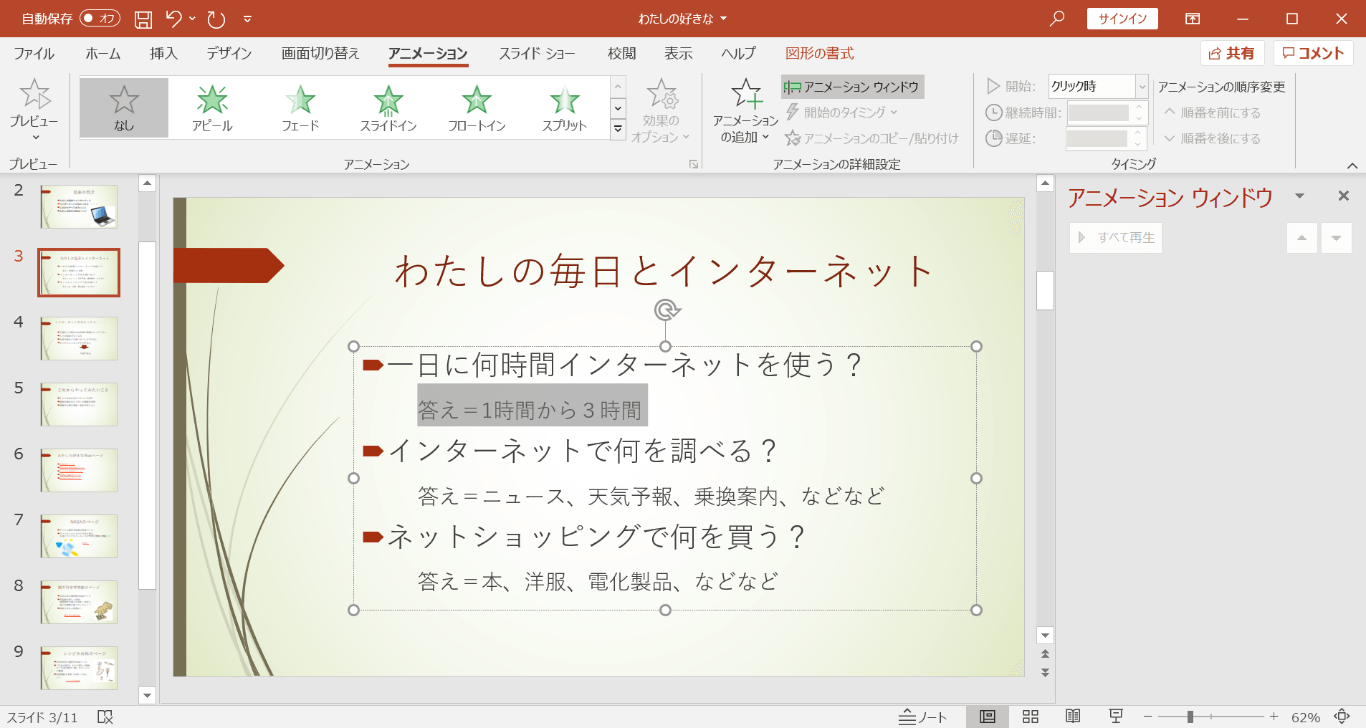 自動保存 オフ
わたしの好きな
サインイン
ファイル ホーム 挿入 デザイン 画面切り替え アニメーション スライド ショー 校閲 表示 ヘルプ 図形の書式 共有 コメント
プレビュー
なし
アピール
フェード
スライドイン
フロートイン
スプリット
効果の
オプション
アニメーション
の追加
アニメーション ウィンドウ
開始のタイミング
アニメーションのコピー/貼り付け
開始: クリック時
継続時間:
遅延:
アニメーションの順序変更
順番を前にする
順番を後にする
プレビュー
アニメーション
アニメーションの詳細設定
タイミング
2
3
4
5
6
7
8
9
わたしの毎日とインターネット
一日に何時間インターネットを使う？
答え＝1時間から３時間
インターネットで何を調べる？
答え＝ニュース、天気予報、乗換案内、などなど
ネットショッピングで何を買う？
答え＝本、洋服、電化製品、などなど
アニメーション ウィンドウ
すべて再生
スライド 3/11
ノート
62%